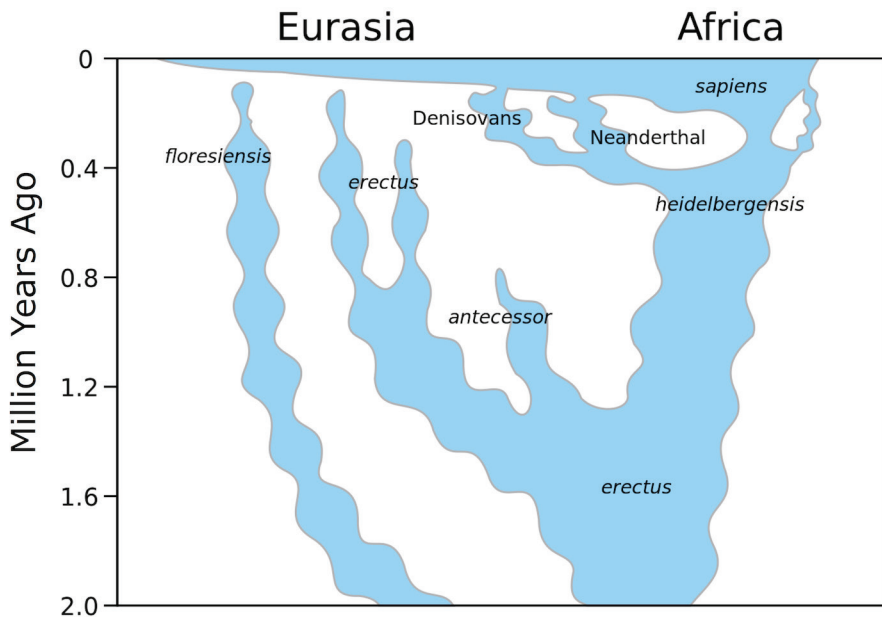 Eurasia Africa
0
sapiens
Denisovans
Neanderthal
floresiensis
0.4
erectus
heidelbergensis
0.8
antecessor
1.2
erectus
1.6
2.0
Million Years Ago